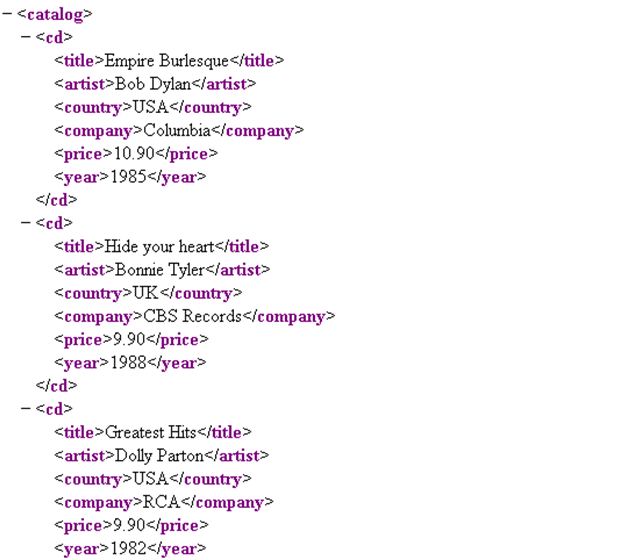 − <catalog>
− <cd>
<title>Empire Burlesque</title>
<artist>Bob Dylan</artist>
<country>USA</country>
<company>Columbia</company>
<price>10.90</price>
<year>1985</year>
</cd>
− <cd>
<title>Hide your heart</title>
<artist>Bonnie Tyler</artist>
<country>UK</country>
<company>CBS Records</company>
<price>9.90</price>
<year>1988</year>
</cd>
− <cd>
<title>Greatest Hits</title>
<artist>Dolly Parton</artist>
<country>USA</country>
<company>RCA</company>
<price>9.90</price>
<year>1982</year>